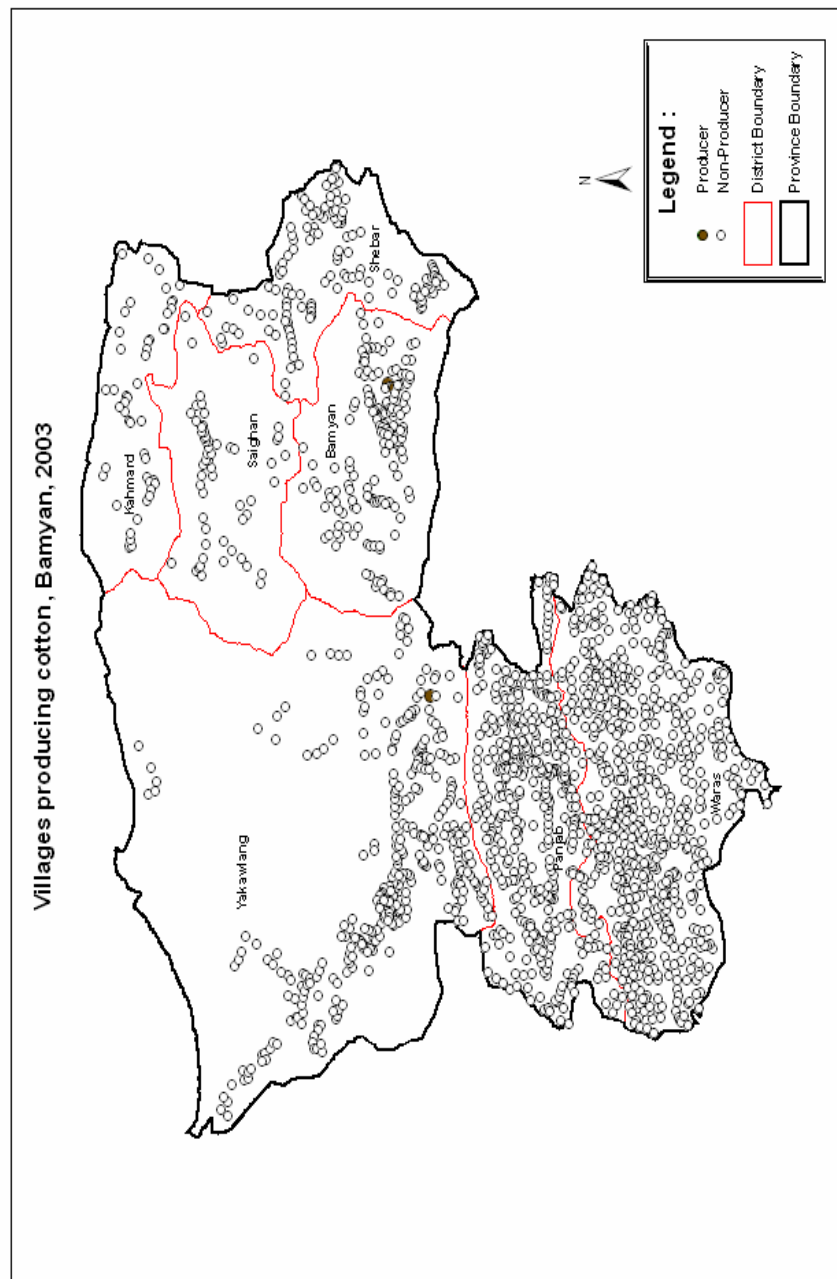 Villages producing cotton , Bamyan, 2003
Kahmard
Saighan
Shebar
Bamyan
Yakawlang
Panjab
Waras
N
Legend :
Producer
Non-Producer
District Boundary
Province Boundary